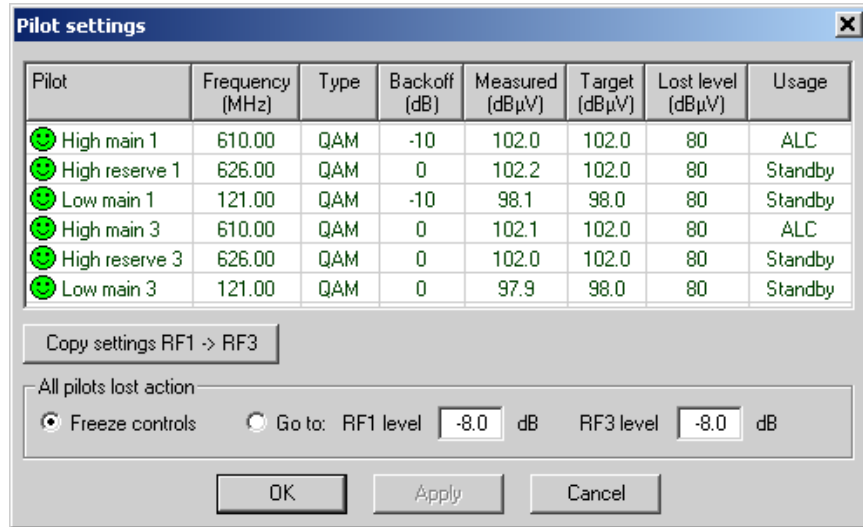 Pilot settings
Pilot Frequency (MHz) Type Backoff (dB) Measured (dBµV) Target (dBµV) Lost level (dBµV) Usage
High main 1 610.00 QAM -10 102.0 102.0 80 ALC
High reserve 1 626.00 QAM 0 102.2 102.0 80 Standby
Low main 1 121.00 QAM -10 98.1 98.0 80 Standby
High main 3 610.00 QAM 0 102.1 102.0 80 ALC
High reserve 3 626.00 QAM 0 102.0 102.0 80 Standby
Low main 3 121.00 QAM 0 97.9 98.0 80 Standby
Copy settings RF1 -> RF3
All pilots lost action
Freeze controls Go to: RF1 level -8.0 dB RF3 level -8.0 dB
OK Apply Cancel